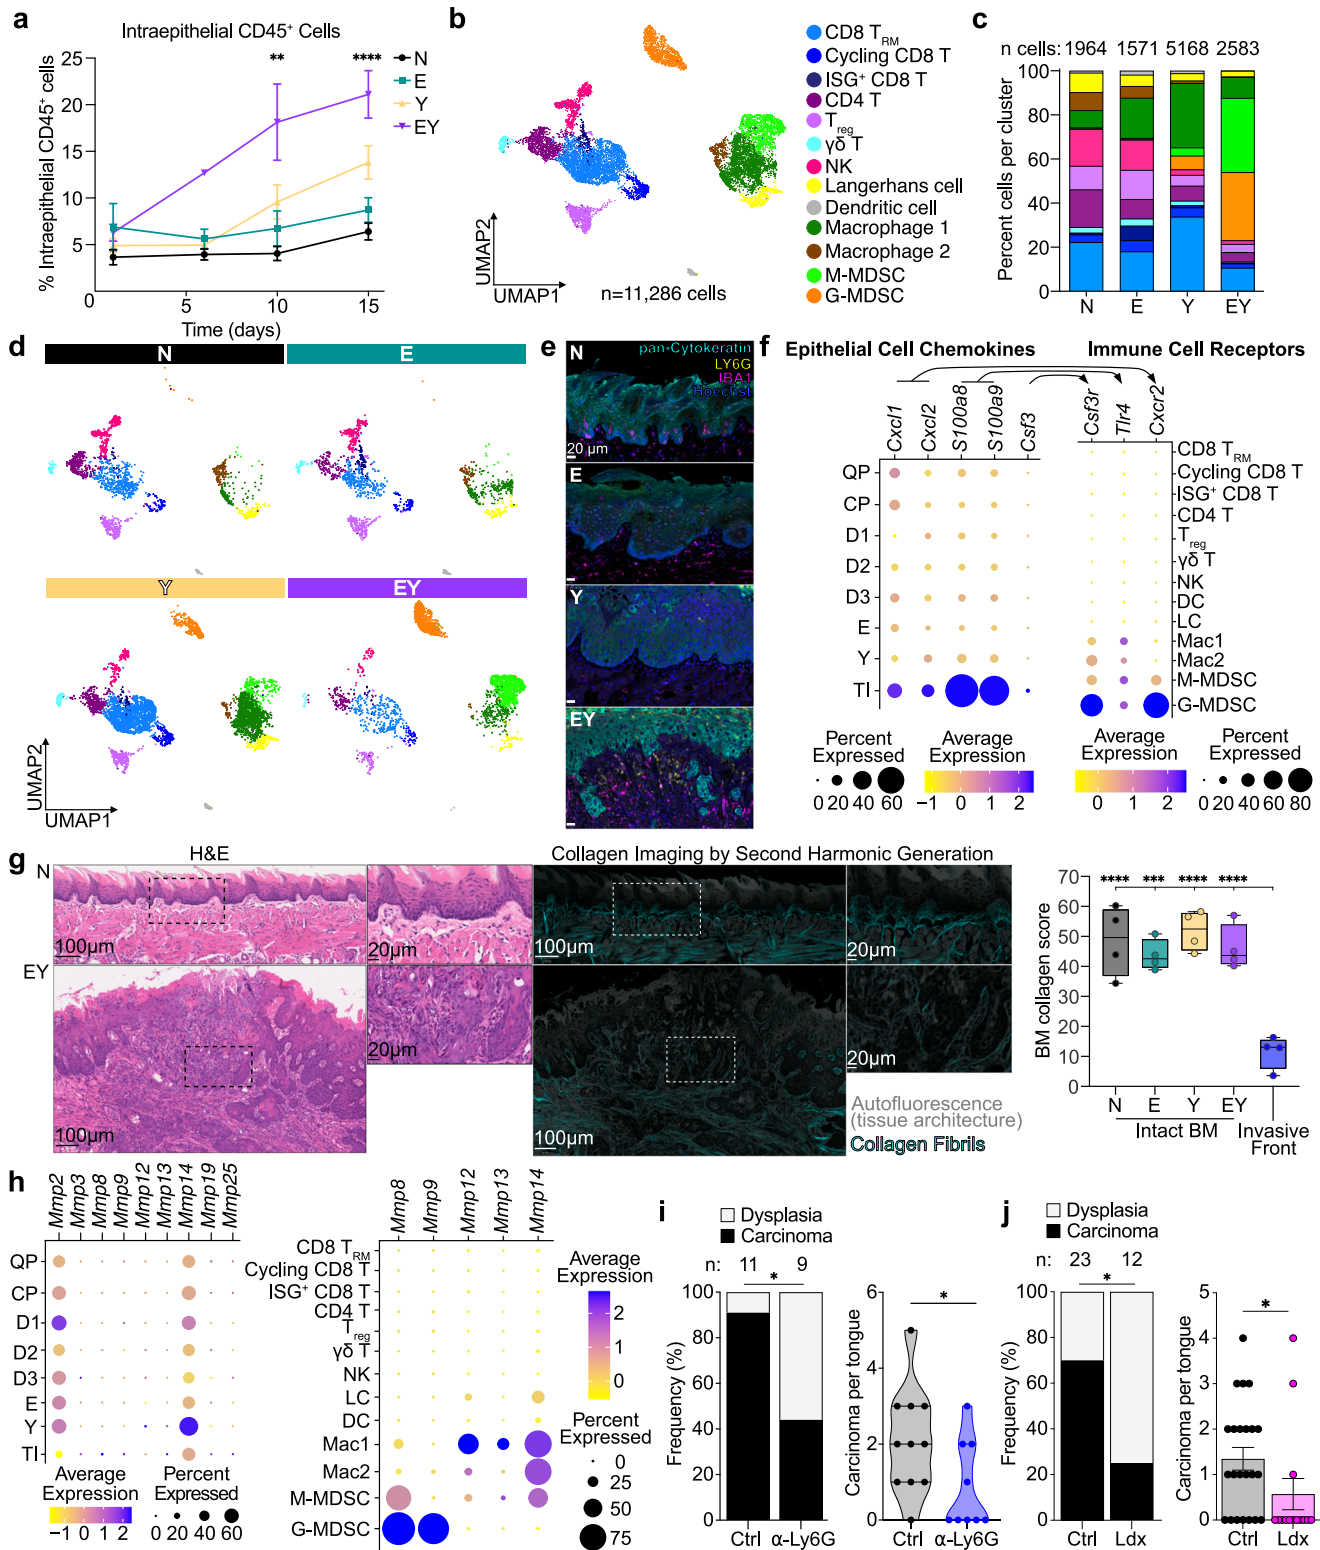 a
Intraepithelial CD45⁺ Cells
% Intraepithelial CD45⁺ cells
25
20
15
10
5
0
5
10
15
Time (days)
**
****
N
E
Y
EY
b
UMAP2
UMAP1
n=11,286 cells
CD8 TRM
Cycling CD8 T
ISG⁺ CD8 T
CD4 T
Treg
γδ T
NK
Langerhans cell
Dendritic cell
Macrophage 1
Macrophage 2
M-MDSC
G-MDSC
c
n cells: 1964 1571 5168 2583
Percent cells per cluster
100
80
60
40
20
0
N E Y EY
d
N
E
Y
EY
UMAP2
UMAP1
e
N
pan-Cytokeratin
LY6G
IBA1
Hoechst
20 µm
E
Y
EY
f
Epithelial Cell Chemokines
Immune Cell Receptors
Cxcl1
Cxcl2
S100a8
S100a9
Csf3
Csf3r
Tlr4
Cxcr2
QP
CP
D1
D2
D3
E
Y
TI
CD8 TRM
Cycling CD8 T
ISG⁺ CD8 T
CD4 T
Treg
γδ T
NK
DC
LC
Mac1
Mac2
M-MDSC
G-MDSC
Percent Expressed
0 20 40 60
Average Expression
−1 0 1 2
Average Expression
0 1 2
Percent Expressed
0 20 40 60 80
g
H&E
Collagen Imaging by Second Harmonic Generation
N
100µm
20µm
100µm
20µm
EY
100µm
20µm
100µm
20µm
Autofluorescence
(tissue architecture)
Collagen Fibrils
BM collagen score
70
60
50
40
30
20
10
0
**** *** **** ****
N E Y EY
Intact BM
Invasive Front
h
Mmp2
Mmp3
Mmp8
Mmp9
Mmp12
Mmp13
Mmp14
Mmp19
Mmp25
QP
CP
D1
D2
D3
E
Y
TI
Average Expression
−1 0 1 2
Percent Expressed
0 20 40 60
Mmp8
Mmp9
Mmp12
Mmp13
Mmp14
CD8 TRM
Cycling CD8 T
ISG⁺ CD8 T
CD4 T
Treg
γδ T
NK
LC
DC
Mac1
Mac2
M-MDSC
G-MDSC
Average Expression
2
1
0
Percent Expressed
0
25
50
75
i
Dysplasia
Carcinoma
n: 11 9
*
Frequency (%)
100
80
60
40
20
0
Ctrl α-Ly6G
Carcinoma per tongue
6
4
2
0
*
Ctrl α-Ly6G
j
Dysplasia
Carcinoma
n: 23 12
*
Frequency (%)
100
80
60
40
20
0
Ctrl Ldx
Carcinoma per tongue
5
4
3
2
1
0
*
Ctrl Ldx